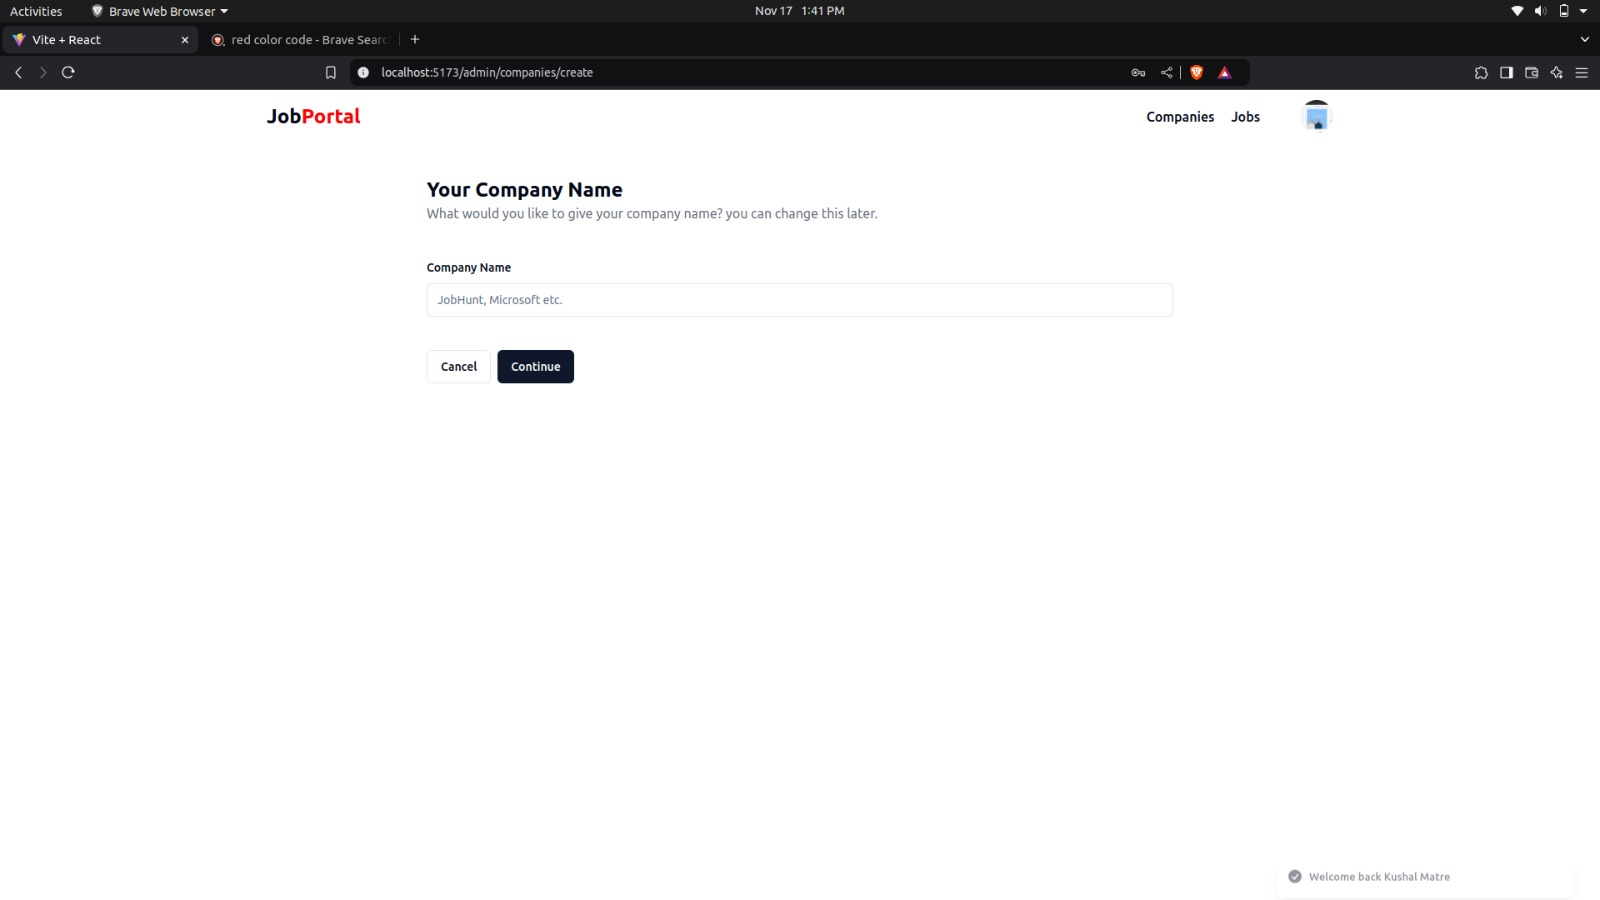 Activities
Brave Web Browser
Nov 17 1:41 PM
Vite + React
red color code - Brave Searc
localhost:5173/admin/companies/create
JobPortal
Companies
Jobs
Your Company Name
What would you like to give your company name? you can change this later.
Company Name
JobHunt, Microsoft etc.
Cancel
Continue
Welcome back Kushal Matre